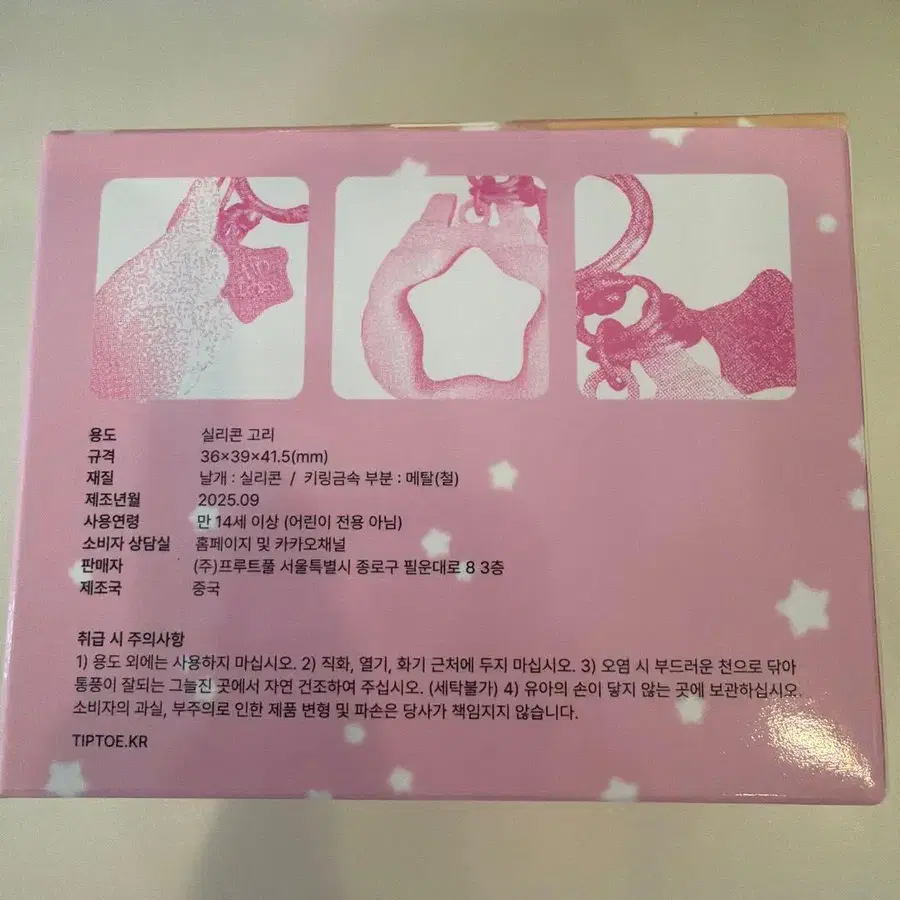 용도 실리콘 고리
규격 36×39×41.5(mm)
재질 날개 : 실리콘 / 키링금속 부분 : 메탈(철)
제조년월 2025.09
사용연령 만 14세 이상 (어린이 전용 아님)
소비자 상담실 홈페이지 및 카카오채널
판매자 (주)프루트풀 서울특별시 종로구 필운대로 8 3층
제조국 중국
취급 시 주의사항
1) 용도 외에는 사용하지 마십시오. 2) 직화, 열기, 화기 근처에 두지 마십시오. 3) 오염 시 부드러운 천으로 닦아
통풍이 잘되는 그늘진 곳에서 자연 건조하여 주십시오. (세탁불가) 4) 유아의 손이 닿지 않는 곳에 보관하십시오.
소비자의 과실, 부주의로 인한 제품 변형 및 파손은 당사가 책임지지 않습니다.
TIPTOE.KR